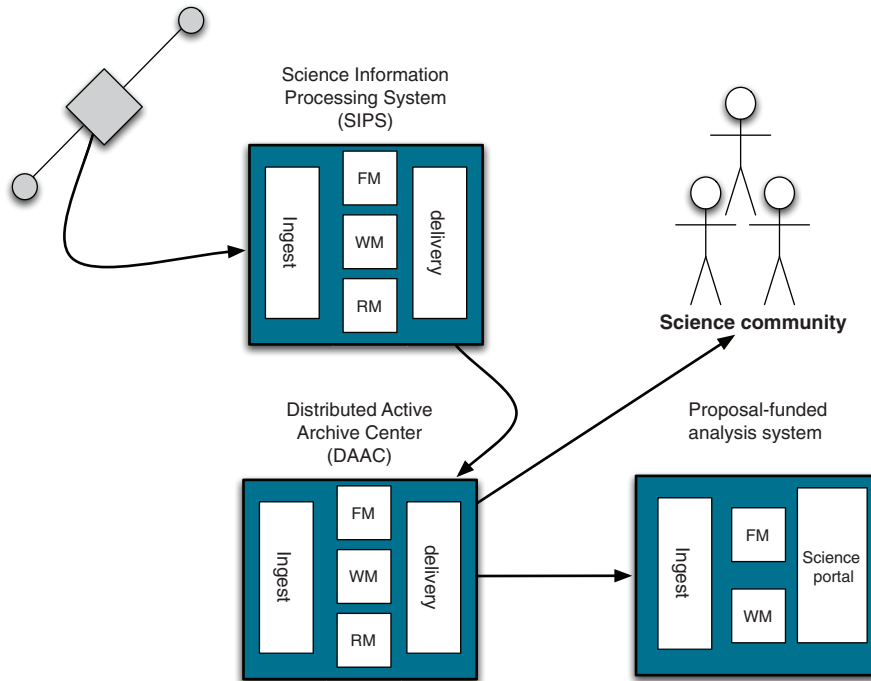 Science Information
Processing System
(SIPS)
Ingest
FM
WM
RM
delivery
Science community
Distributed Active
Archive Center
(DAAC)
Ingest
FM
WM
RM
delivery
Proposal-funded
analysis system
Ingest
FM
WM
Science
portal